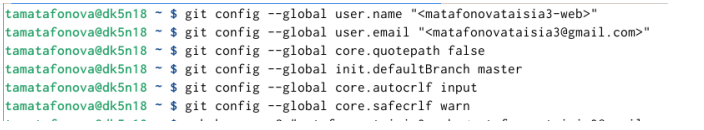 tamatafonova@dk5n18 ~ $ git config --global user.name "<matafonovataisia3-web>"
tamatafonova@dk5n18 ~ $ git config --global user.email "<matafonovataisia3@gmail.com>"
tamatafonova@dk5n18 ~ $ git config --global core.quotepath false
tamatafonova@dk5n18 ~ $ git config --global init.defaultBranch master
tamatafonova@dk5n18 ~ $ git config --global core.autocrlf input
tamatafonova@dk5n18 ~ $ git config --global core.safecrlf warn